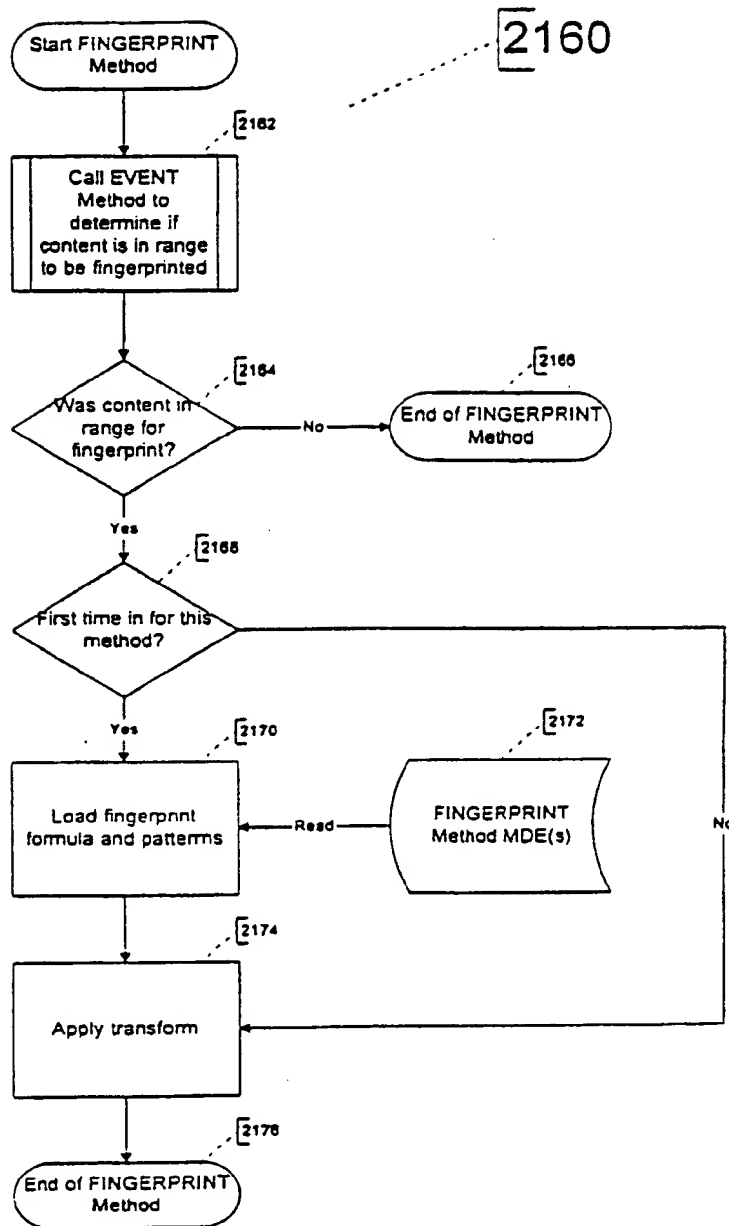 Start FINGERPRINT
Method
2160
2162
Call EVENT
Method to
determine if
content is in range
to be fingerprinted
2164
Was content in
range for
fingerprint?
No
2166
End of FINGERPRINT
Method
Yes
2168
First time in for this
method?
Yes
2170
Load fingerprint
formula and patterns
Read
2172
FINGERPRINT
Method MDE(s)
No
2174
Apply transform
2176
End of FINGERPRINT
Method